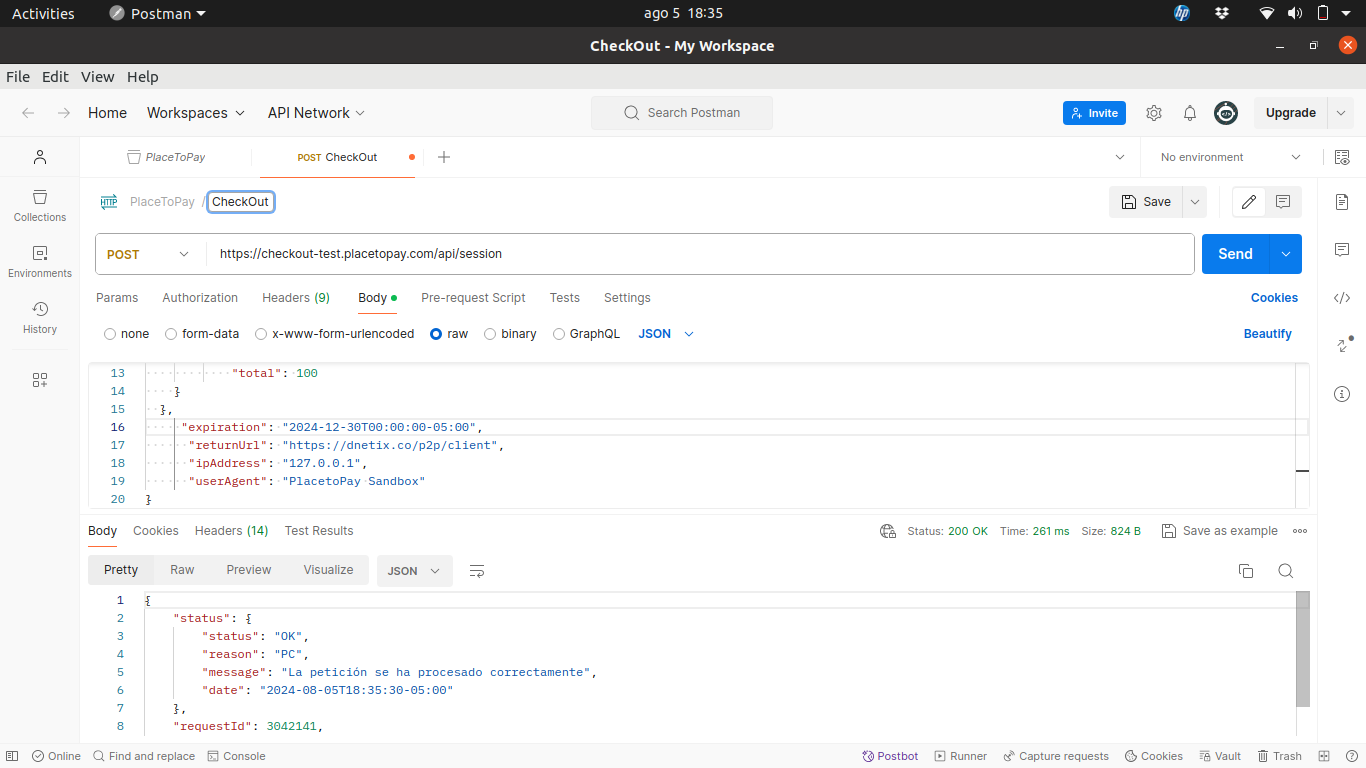 Activities Postman ago 5 18:35
CheckOut - My Workspace
File Edit View Help
Home Workspaces API Network Search Postman Invite Upgrade
PlaceToPay POST CheckOut No environment
HTTP PlaceToPay / CheckOut Save
Collections
POST https://checkout-test.placetopay.com/api/session Send
Environments
Params Authorization Headers (9) Body Pre-request Script Tests Settings Cookies
History
none form-data x-www-form-urlencoded raw binary GraphQL JSON Beautify
13 "total": 100
14 }
15 },
16 "expiration": "2024-12-30T00:00:00-05:00",
17 "returnUrl": "https://dnetix.co/p2p/client",
18 "ipAddress": "127.0.0.1",
19 "userAgent": "PlacetoPay Sandbox"
20 }
Body Cookies Headers (14) Test Results Status: 200 OK Time: 261 ms Size: 824 B Save as example
Pretty Raw Preview Visualize JSON
1 {
2 "status": {
3 "status": "OK",
4 "reason": "PC",
5 "message": "La petición se ha procesado correctamente",
6 "date": "2024-08-05T18:35:30-05:00"
7 },
8 "requestId": 3042141,
Online Find and replace Console Postbot Runner Capture requests Cookies Vault Trash